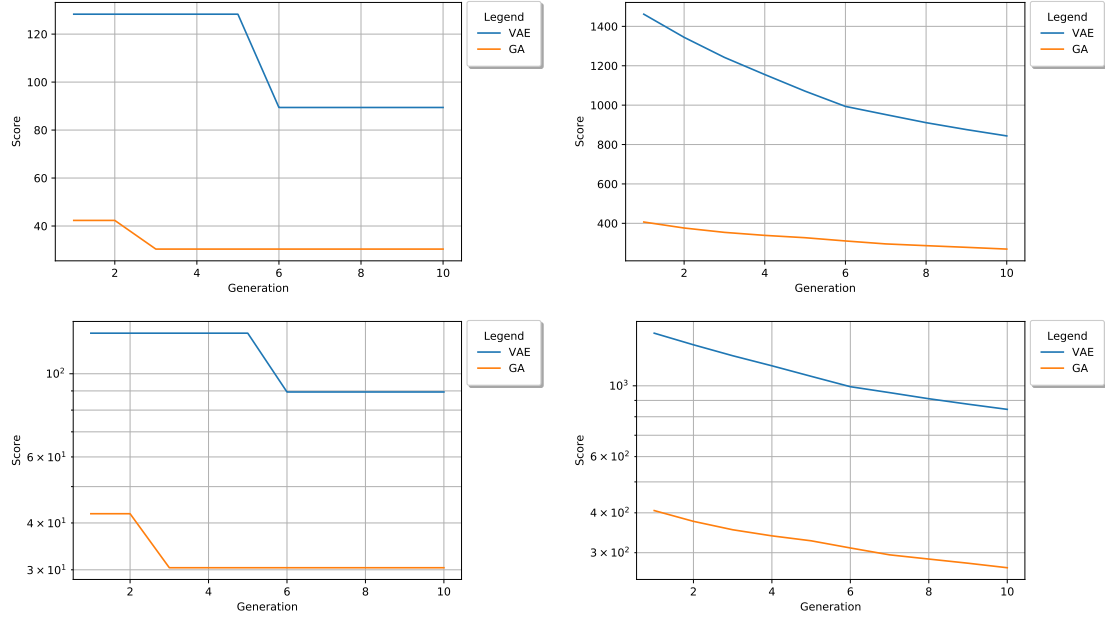 Legend
VAE
GA
120
100
80
60
40
Score
2 4 6 8 10
Generation
Legend
VAE
GA
1400
1200
1000
800
600
400
Score
2 4 6 8 10
Generation
Legend
VAE
GA
10²
6 × 10¹
4 × 10¹
3 × 10¹
Score
2 4 6 8 10
Generation
Legend
VAE
GA
10³
6 × 10²
4 × 10²
3 × 10²
Score
2 4 6 8 10
Generation